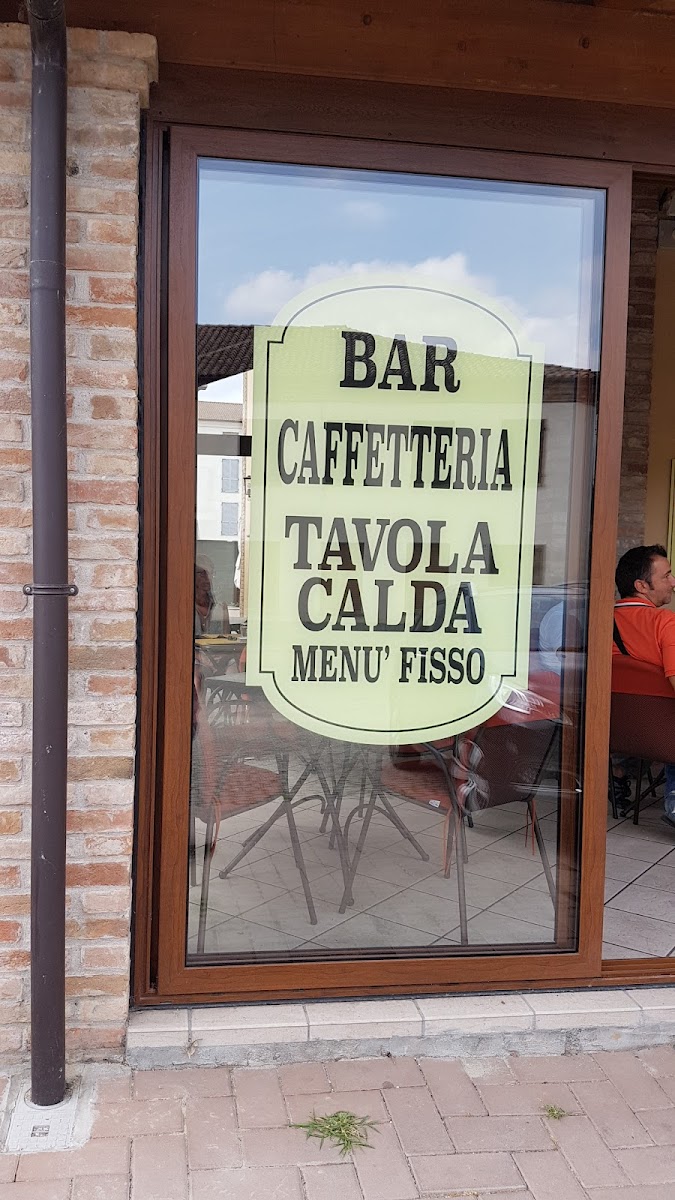 BAR
CAFFETTERIA
TAVOLA
CALDA
MENU' FISSO